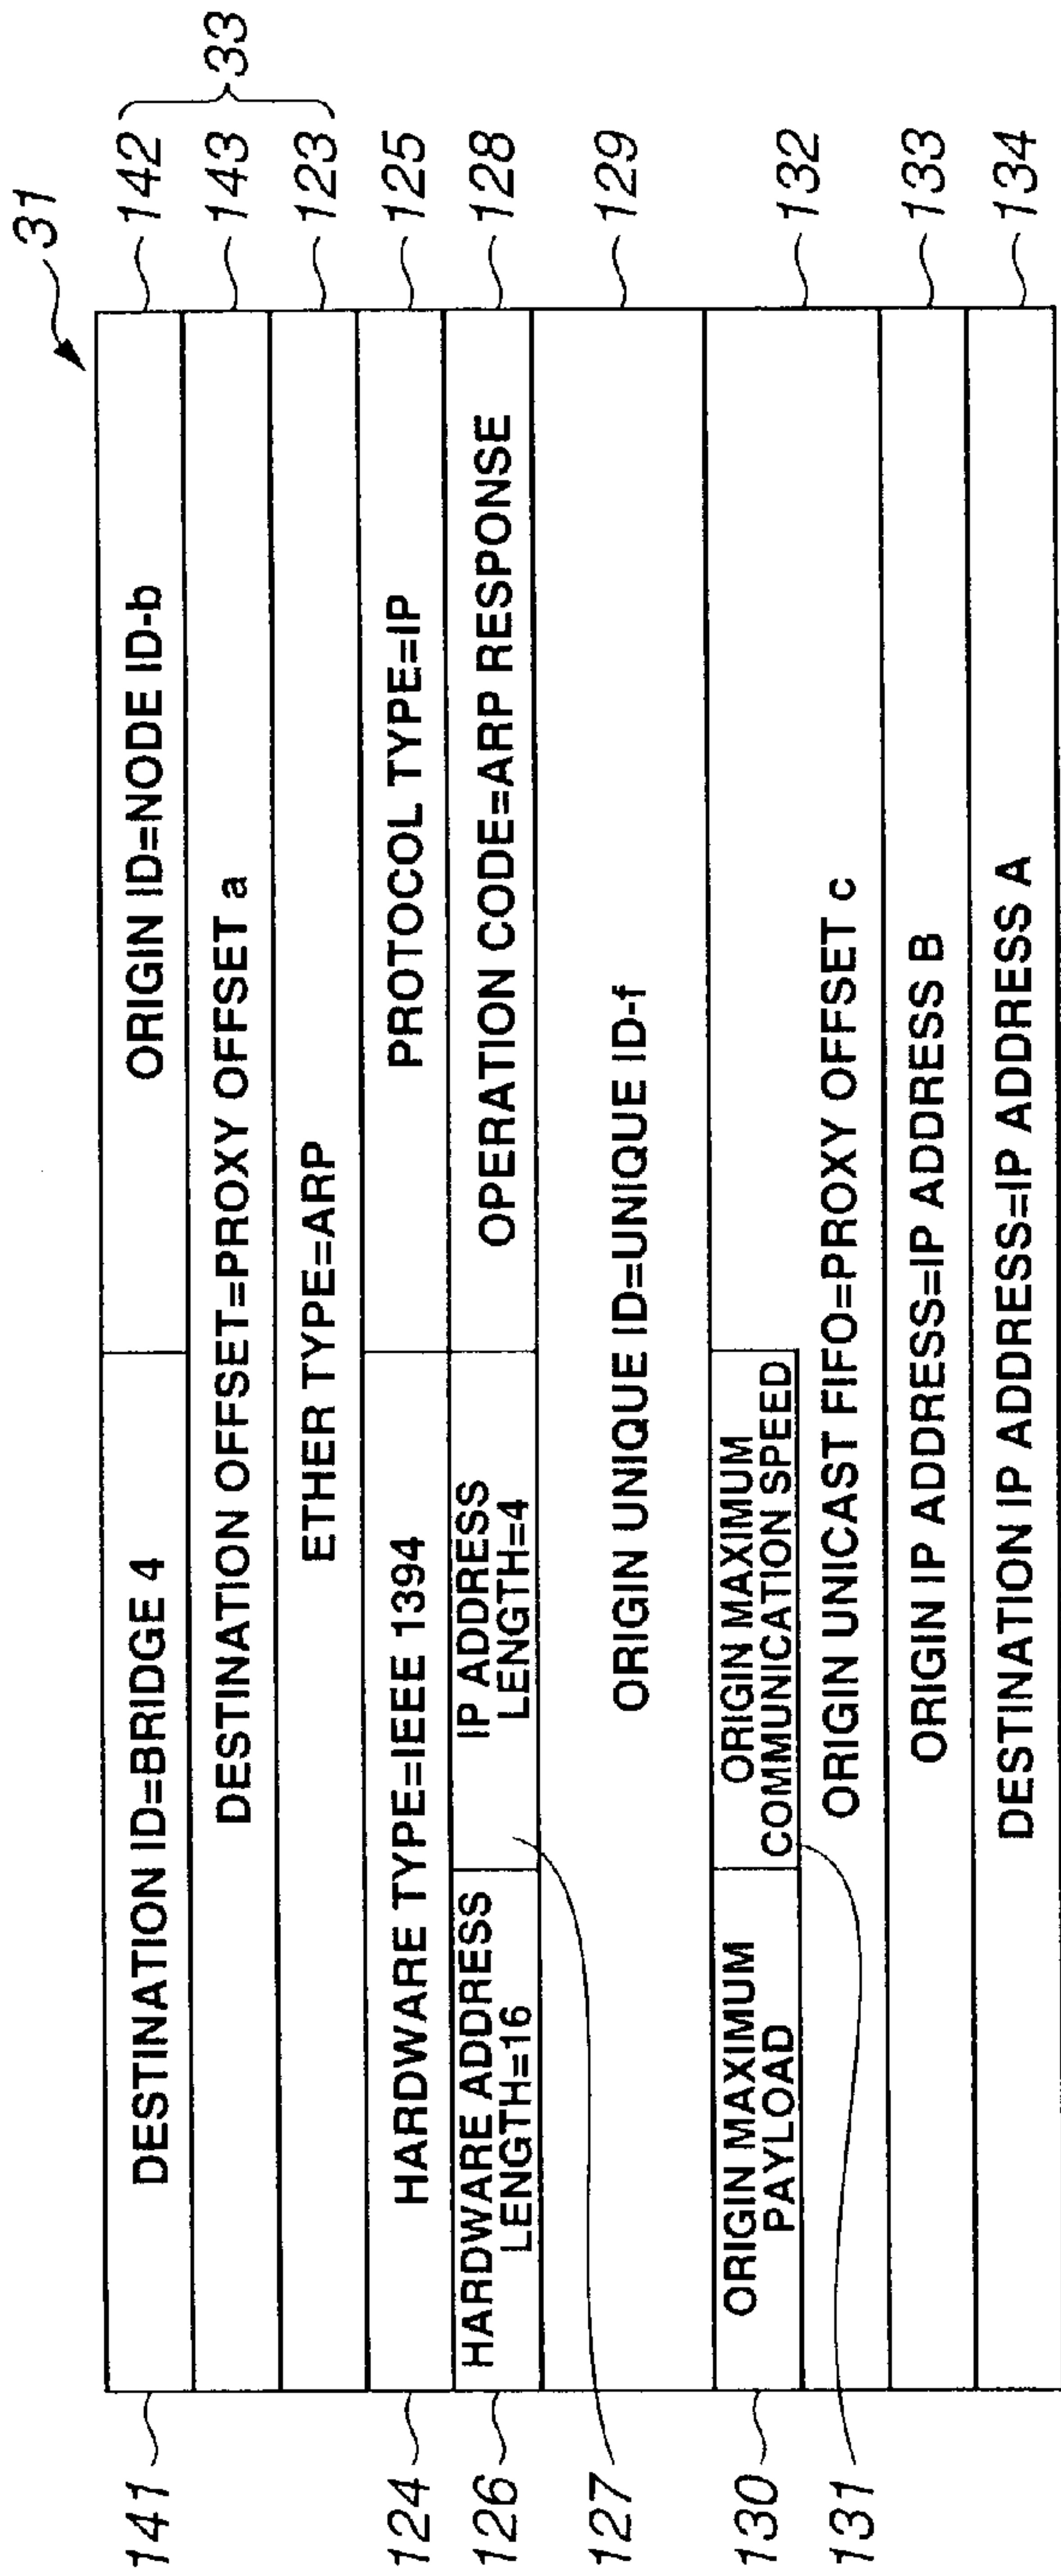 31
141
DESTINATION ID=BRIDGE 4
ORIGIN ID=NODE ID-b
142
DESTINATION OFFSET=PROXY OFFSET a
143
33
ETHER TYPE=ARP
123
124
HARDWARE TYPE=IEEE 1394
PROTOCOL TYPE=IP
125
126
HARDWARE ADDRESS
LENGTH=16
IP ADDRESS
LENGTH=4
OPERATION CODE=ARP RESPONSE
128
127
ORIGIN UNIQUE ID=UNIQUE ID-f
129
130
ORIGIN MAXIMUM
PAYLOAD
ORIGIN MAXIMUM
COMMUNICATION SPEED
131
ORIGIN UNICAST FIFO=PROXY OFFSET c
132
ORIGIN IP ADDRESS=IP ADDRESS B
133
DESTINATION IP ADDRESS=IP ADDRESS A
134